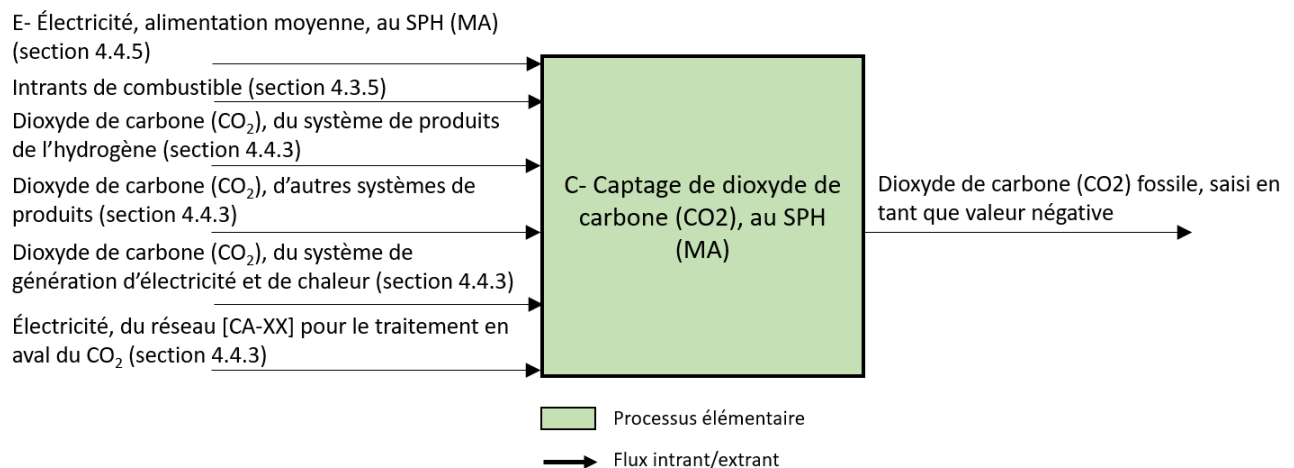 E- Électricité, alimentation moyenne, au SPH (MA)
(section 4.4.5)
Intrants de combustible (section 4.3.5)
Dioxyde de carbone (CO₂), du système de produits
de l’hydrogène (section 4.4.3)
Dioxyde de carbone (CO₂), d’autres systèmes de
produits (section 4.4.3)
Dioxyde de carbone (CO₂), du système de
génération d’électricité et de chaleur (section 4.4.3)
Électricité, du réseau [CA-XX] pour le traitement en
aval du CO₂ (section 4.4.3)
C- Captage de dioxyde de
carbone (CO2), au SPH
(MA)
Dioxyde de carbone (CO2) fossile, saisi en
tant que valeur négative
Processus élémentaire
Flux intrant/extrant